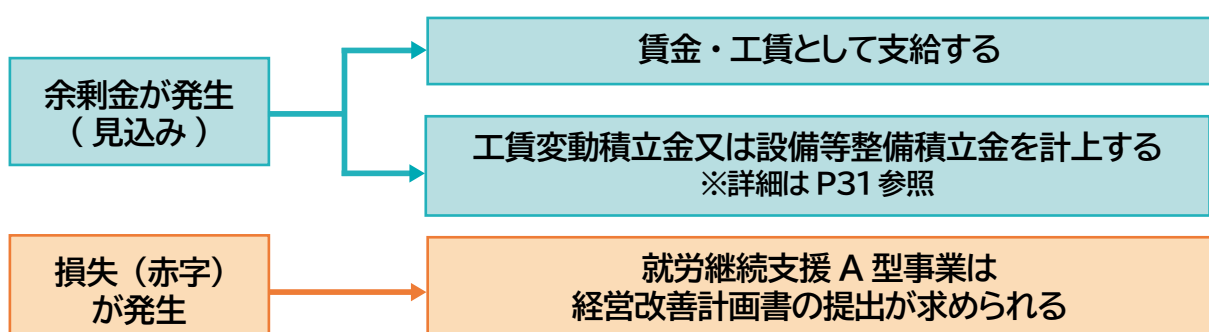 余剰金が発生
(見込み)
賃金・工賃として支給する
工賃変動積立金又は設備等整備積立金を計上する
※詳細は P31 参照
損失（赤字）
が発生
就労継続支援 A 型事業は
経営改善計画書の提出が求められる